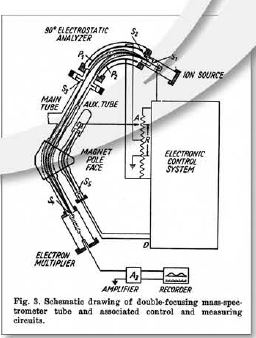 90° ELECTROSTATIC
ANALYZER
S₂
S₁
P₁
P₂
ION SOURCE
S₃
MAIN
TUBE
AUX. TUBE
A
R
MAGNET
POLE
FACE
ELECTRONIC
CONTROL
SYSTEM
S₅
S₄
D
ELECTRON
MULTIPLIER
A₂
AMPLIFIER
RECORDER
Fig. 3. Schematic drawing of double-focusing mass-spec-
trometer tube and associated control and measuring
circuits.